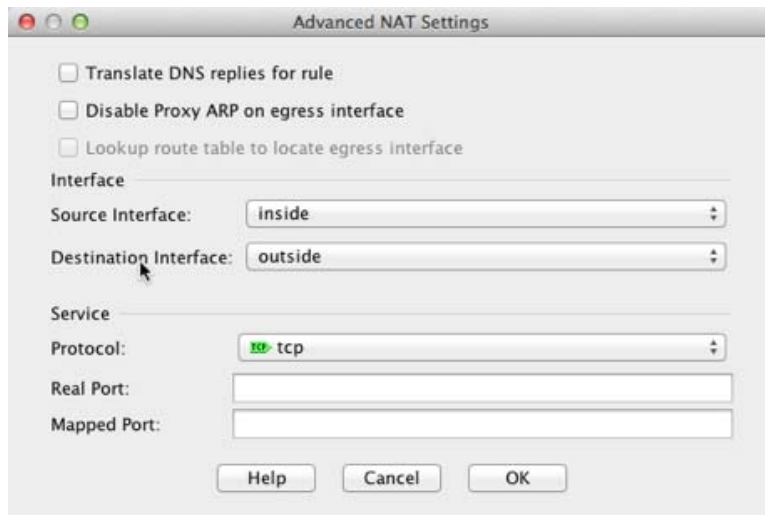 Advanced NAT Settings
Translate DNS replies for rule
Disable Proxy ARP on egress interface
Lookup route table to locate egress interface
Interface
Source Interface: inside
Destination Interface: outside
Service
Protocol: TCP tcp
Real Port:
Mapped Port:
Help Cancel OK